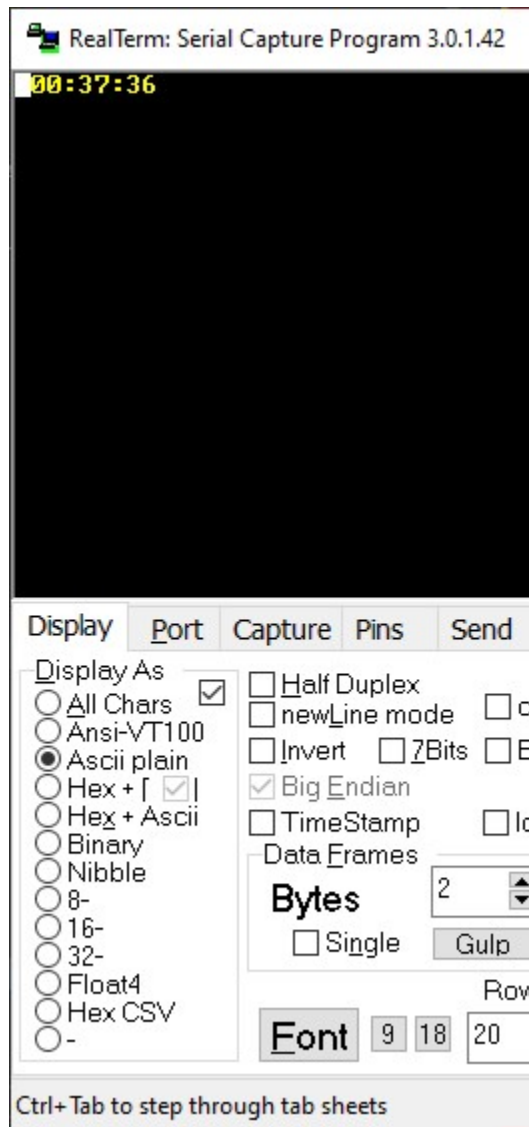 RealTerm: Serial Capture Program 3.0.1.42
00:37:36
Display Port Capture Pins Send
Display As
All Chars
Ansi-VT100
Ascii plain
Hex + [ ]
Hex + Ascii
Binary
Nibble
8-
16-
32-
Float4
Hex CSV
-
Half Duplex
newLine mode
Invert 7Bits
Big Endian
TimeStamp
Data Frames
Bytes 2
Single Gulp
Row
Font 9 18 20
Ctrl+Tab to step through tab sheets